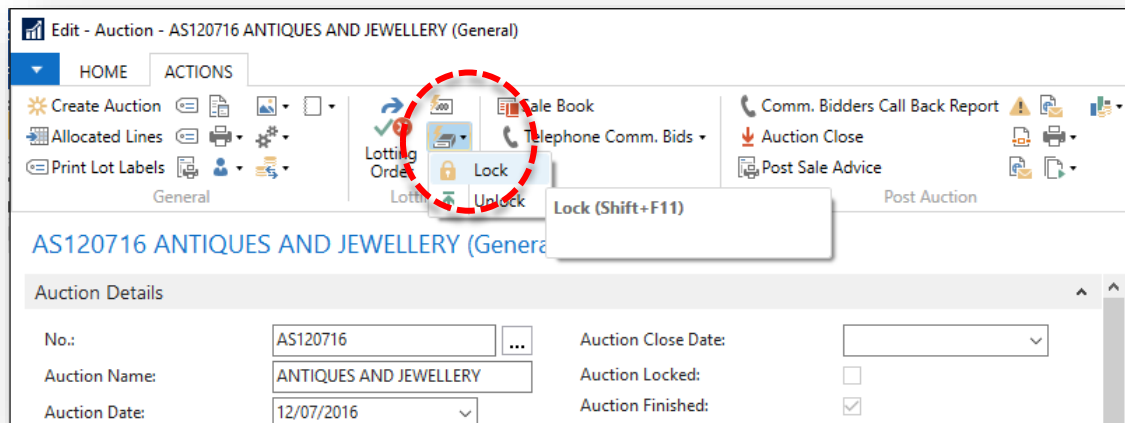 Edit - Auction - AS120716 ANTIQUES AND JEWELLERY (General)
HOME ACTIONS
Create Auction
Allocated Lines
Print Lot Labels
General
Lotting
Order
Lotti
Lock
Unlock
Lock (Shift+F11)
Sale Book
Telephone Comm. Bids
Comm. Bidders Call Back Report
Auction Close
Post Sale Advice
Post Auction
AS120716 ANTIQUES AND JEWELLERY (Genera
Auction Details
No.: AS120716 ... Auction Close Date:
Auction Name: ANTIQUES AND JEWELLERY Auction Locked:
Auction Date: 12/07/2016 Auction Finished: